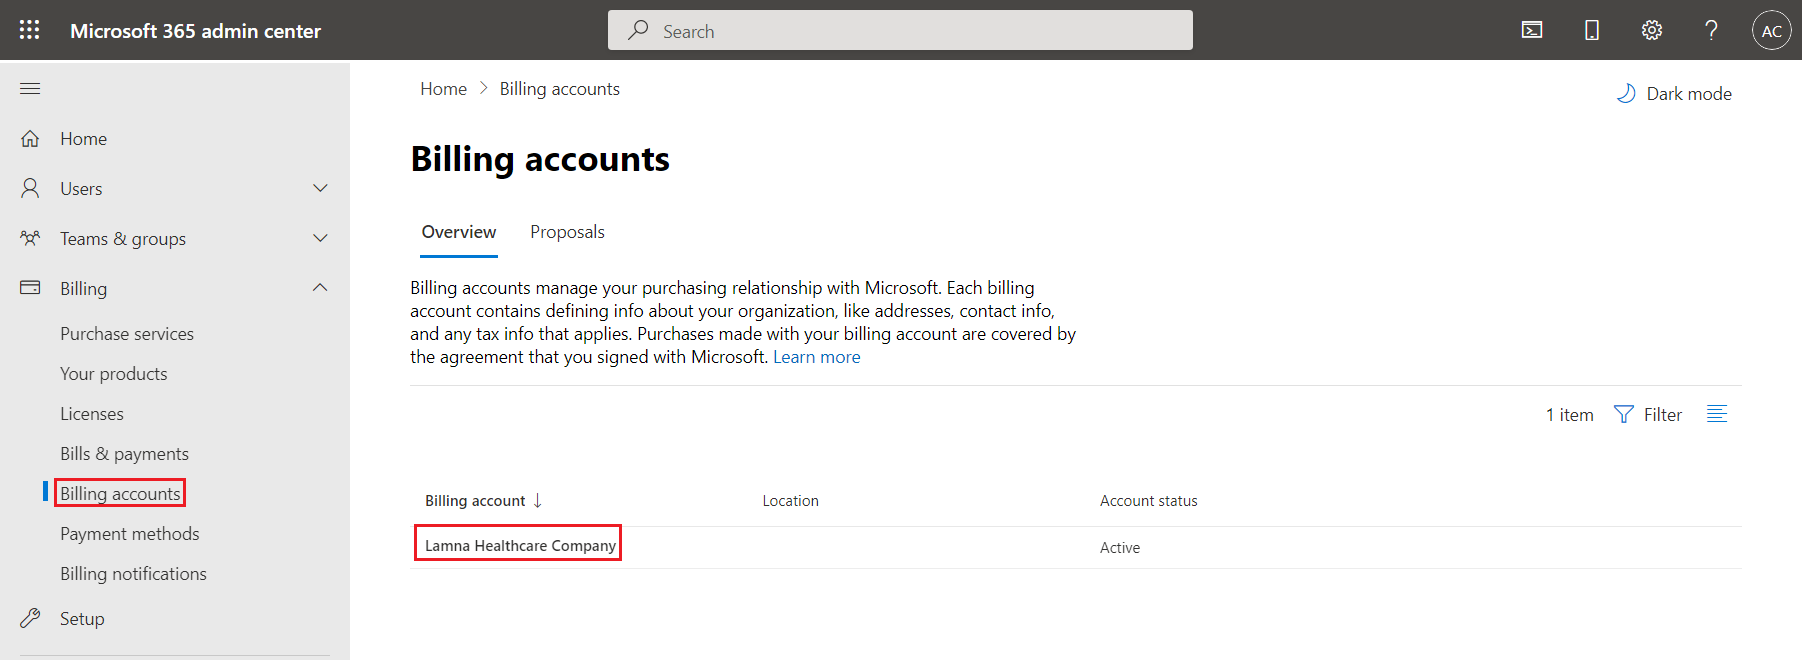 Microsoft 365 admin center
Search
AC
Home
Users
Teams & groups
Billing
Purchase services
Your products
Licenses
Bills & payments
Billing accounts
Payment methods
Billing notifications
Setup
Home > Billing accounts
Dark mode
Billing accounts
Overview Proposals
Billing accounts manage your purchasing relationship with Microsoft. Each billing
account contains defining info about your organization, like addresses, contact info,
and any tax info that applies. Purchases made with your billing account are covered by
the agreement that you signed with Microsoft. Learn more
1 item Filter
Billing account ↓ Location Account status
Lamna Healthcare Company Active